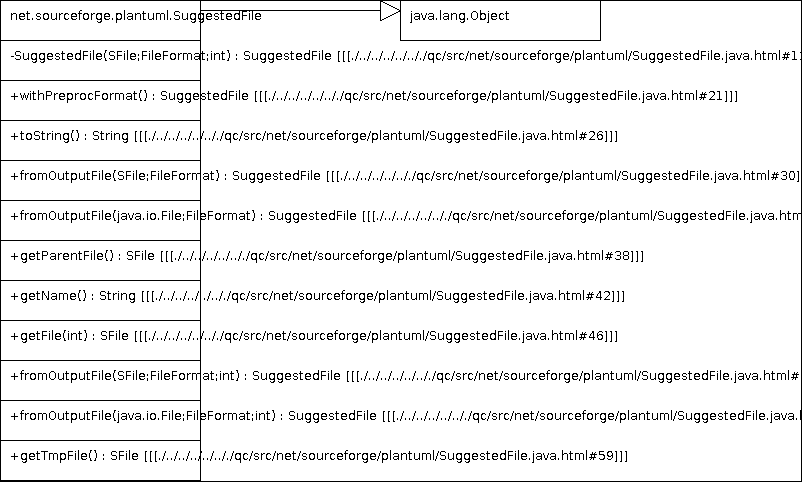 net.sourceforge.plantuml.SuggestedFile
java.lang.Object
-SuggestedFile(SFile;FileFormat;int) : SuggestedFile [[[./../../../../../../qc/src/net/sourceforge/plantuml/SuggestedFile.java.html#11
+withPreprocFormat() : SuggestedFile [[[./../../../../../../qc/src/net/sourceforge/plantuml/SuggestedFile.java.html#21]]]
+toString() : String [[[./../../../../../../qc/src/net/sourceforge/plantuml/SuggestedFile.java.html#26]]]
+fromOutputFile(SFile;FileFormat) : SuggestedFile [[[./../../../../../../qc/src/net/sourceforge/plantuml/SuggestedFile.java.html#30]
+fromOutputFile(java.io.File;FileFormat) : SuggestedFile [[[./../../../../../../qc/src/net/sourceforge/plantuml/SuggestedFile.java.htm
+getParentFile() : SFile [[[./../../../../../../qc/src/net/sourceforge/plantuml/SuggestedFile.java.html#38]]]
+getName() : String [[[./../../../../../../qc/src/net/sourceforge/plantuml/SuggestedFile.java.html#42]]]
+getFile(int) : SFile [[[./../../../../../../qc/src/net/sourceforge/plantuml/SuggestedFile.java.html#46]]]
+fromOutputFile(SFile;FileFormat;int) : SuggestedFile [[[./../../../../../../qc/src/net/sourceforge/plantuml/SuggestedFile.java.html#
+fromOutputFile(java.io.File;FileFormat;int) : SuggestedFile [[[./../../../../../../qc/src/net/sourceforge/plantuml/SuggestedFile.java.
+getTmpFile() : SFile [[[./../../../../../../qc/src/net/sourceforge/plantuml/SuggestedFile.java.html#59]]]